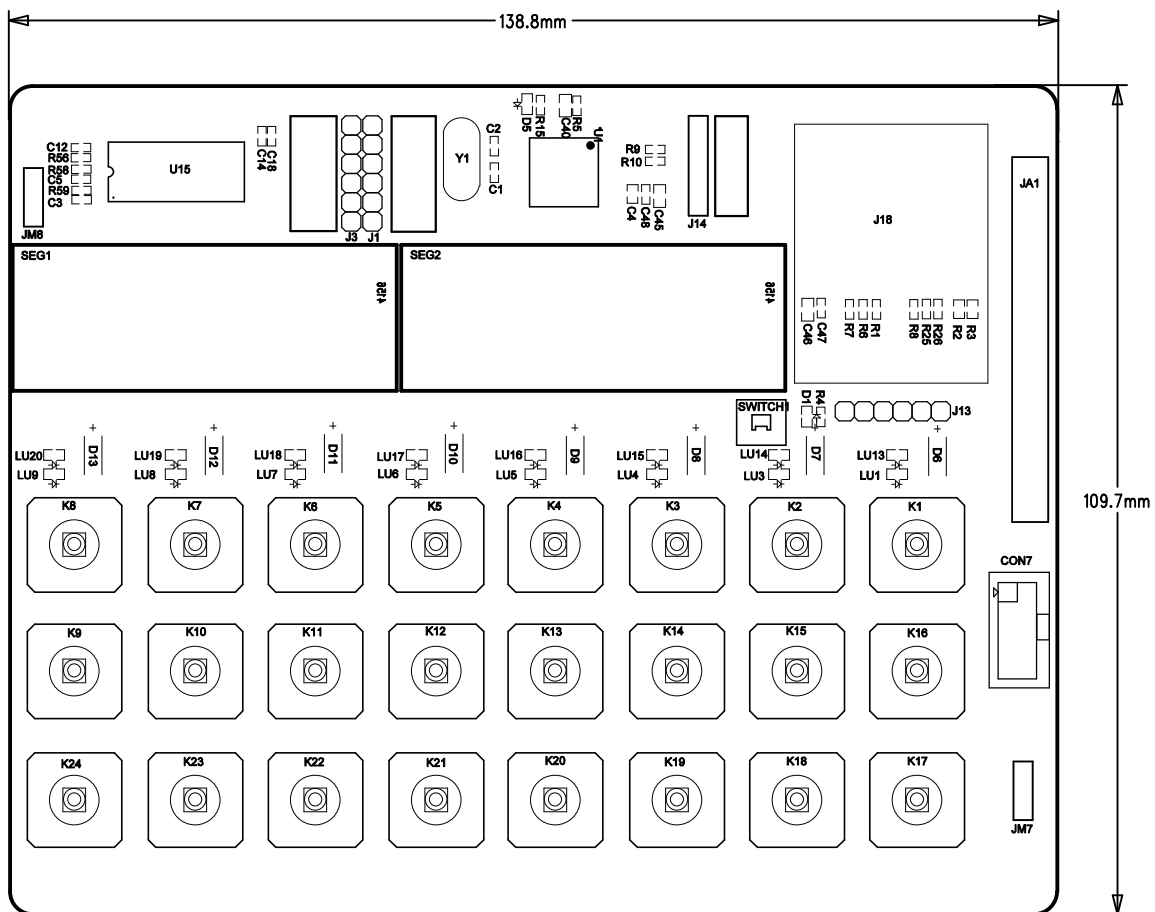 138.8mm
C2
D5
R15
C40
R5
U1
C12
R56
R58
C5
R59
C3
U15
C14
C18
Y1
C1
R9
R10
C4
C48
C45
JM8
J3
J1
J14
J18
JA1
SEG1
4158
SEG2
4158
C46
C47
R7
R6
R1
R8
R25
R26
R2
R3
SWITCH1
D1
R4
J13
+ + + + + + + +
LU20 D13 LU19 D12 LU18 D11 LU17 D10 LU16 D9 LU15 D8 LU14 D7 LU13 D6
LU9 LU8 LU7 LU6 LU5 LU4 LU3 LU1
K8 K7 K6 K5 K4 K3 K2 K1
109.7mm
CON7
K9 K10 K11 K12 K13 K14 K15 K16
K24 K23 K22 K21 K20 K19 K18 K17
JM7